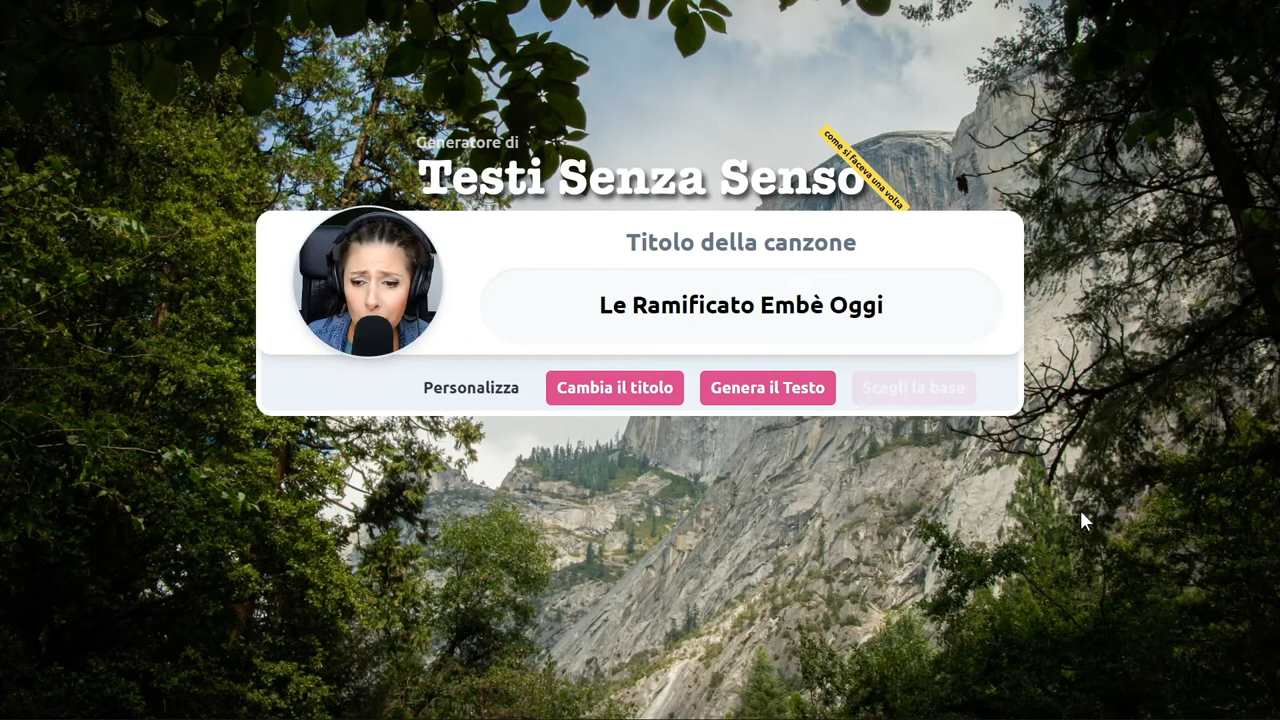 Generatore di
Testi Senza Senso
come si faceva una volta
Titolo della canzone
Le Ramificato Embè Oggi
Personalizza
Cambia il titolo
Genera il Testo
Scegli la base